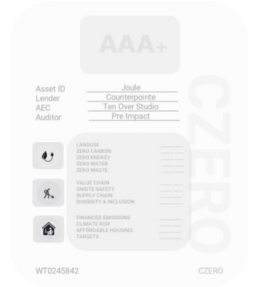 AAA+
Asset ID Joule
Lender Counterpointe
AEC Ten Over Studio
Auditor Pre Impact
CZERO
LANDUSE
ZERO CARBON
ZERO ENERGY
ZERO WATER
ZERO WASTE
VALUE CHAIN
ONSITE SAFETY
SUPPLY CHAIN
DIVERSITY & INCLUSION
FINANCED EMISSIONS
CLIMATE RISK
AFFORDABLE HOUSING
TARGETS
WT0245842 CZERO